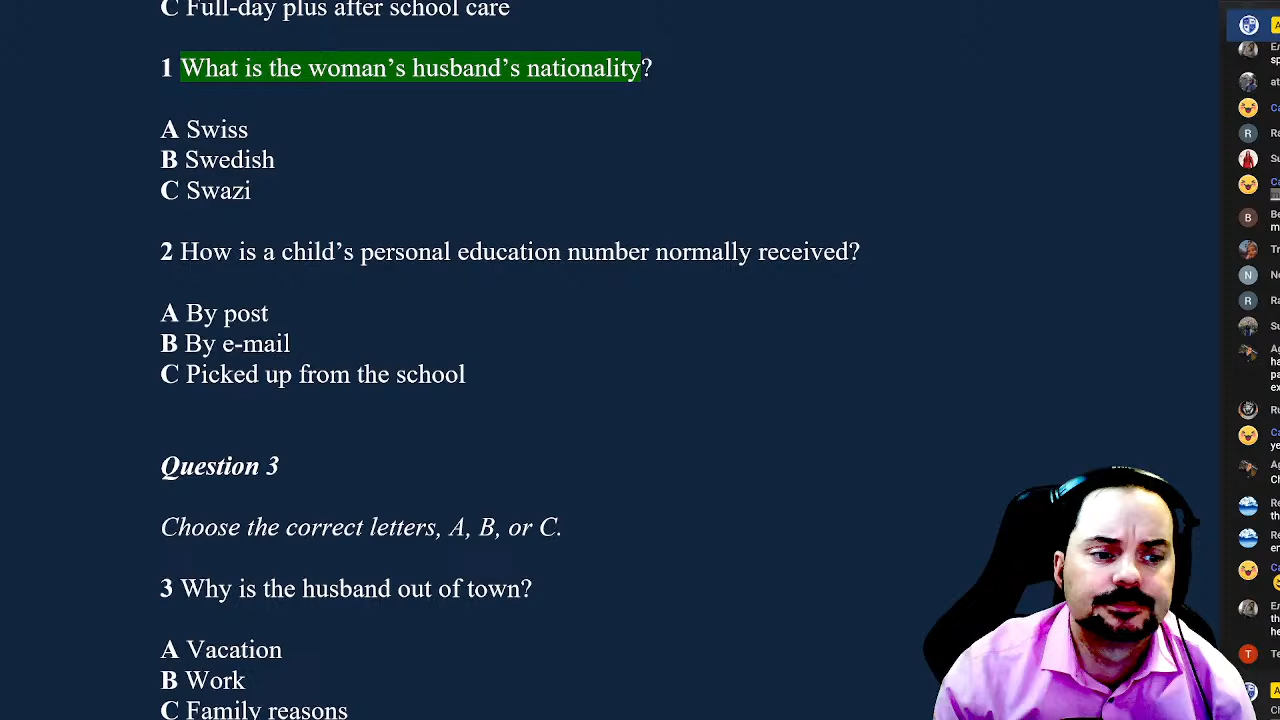 C Full-day plus after school care
1 What is the woman’s husband’s nationality?
A Swiss
B Swedish
C Swazi
2 How is a child’s personal education number normally received?
A By post
B By e-mail
C Picked up from the school
Question 3
Choose the correct letters, A, B, or C.
3 Why is the husband out of town?
A Vacation
B Work
C Family reasons